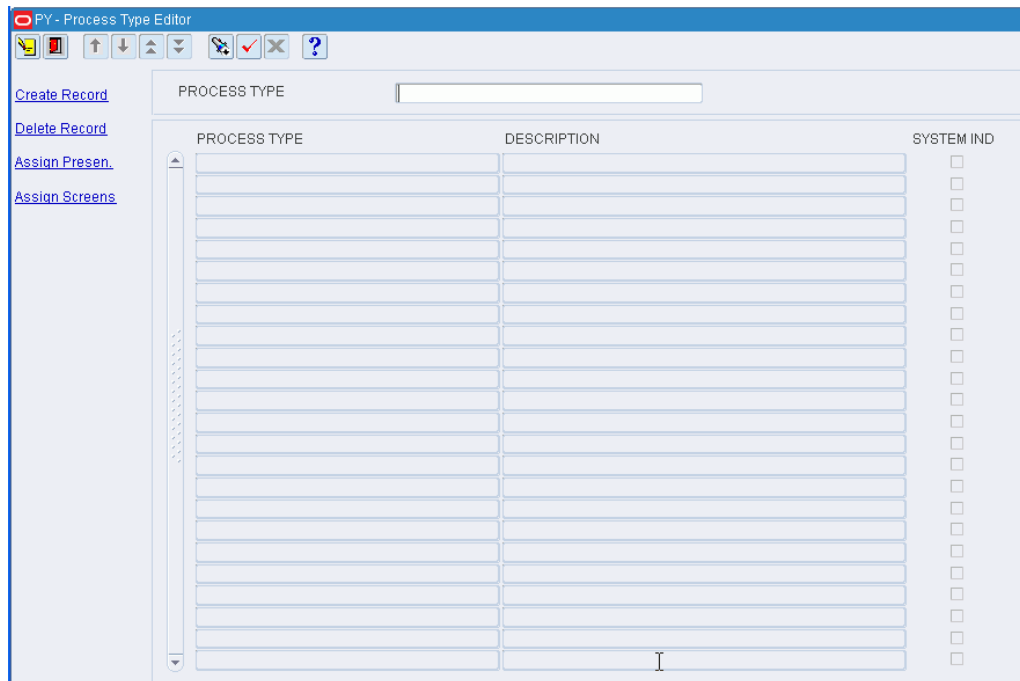 PY - Process Type Editor
?
Create Record
Delete Record
Assign Presen.
Assign Screens
PROCESS TYPE
PROCESS TYPE DESCRIPTION SYSTEM IND